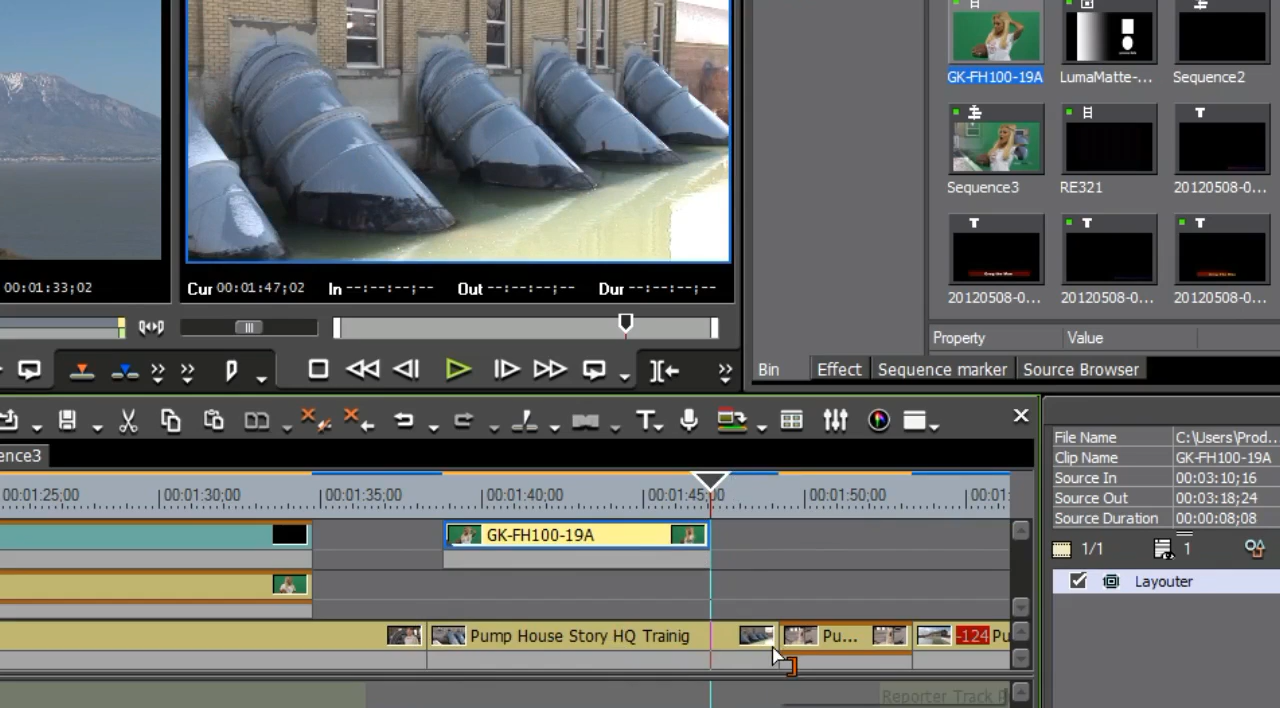 GK-FH100-19A
LumaMatte-...
Sequence2
Sequence3
RE321
20120508-0...
20120508-0...
20120508-0...
20120508-0...
00:01:33;02
Cur 00:01:47;02 In --:--:--;-- Out --:--:--;-- Dur --:--:--;--
Property Value
Bin Effect Sequence marker Source Browser
ence3
00:01:25;00 00:01:30;00 00:01:35;00 00:01:40;00 00:01:45;00 00:01:50;00 00:01:
GK-FH100-19A
Pump House Story HQ Trainig
Pu...
-124 Pu
File Name C:\Users\Prod...
Clip Name GK-FH100-19A
Source In 00:03:10;16
Source Out 00:03:18;24
Source Duration 00:00:08;08
1/1 1
Layouter
Reporter Track